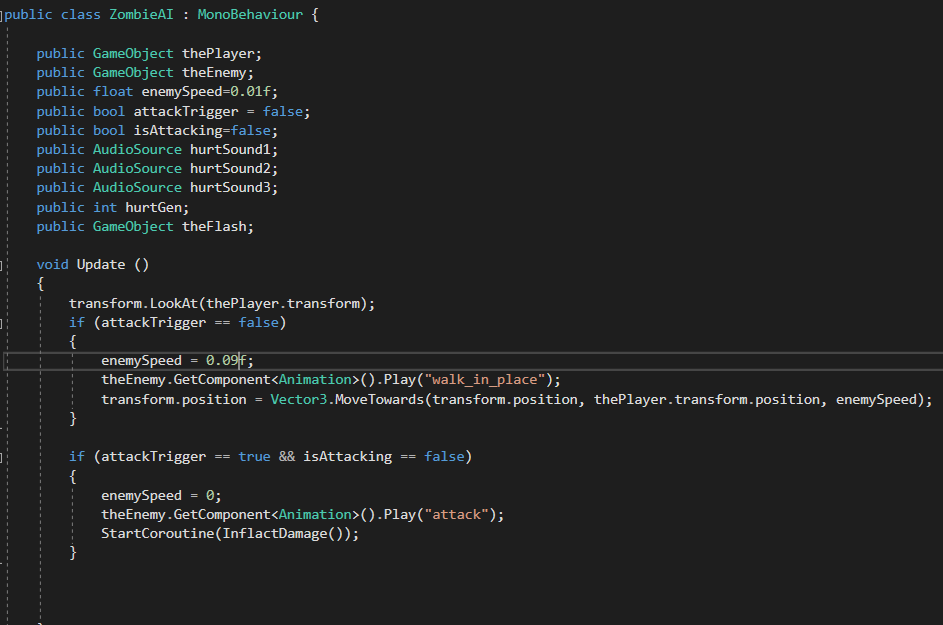 public class ZombieAI : MonoBehaviour {
public GameObject thePlayer;
public GameObject theEnemy;
public float enemySpeed=0.01f;
public bool attackTrigger = false;
public bool isAttacking=false;
public AudioSource hurtSound1;
public AudioSource hurtSound2;
public AudioSource hurtSound3;
public int hurtGen;
public GameObject theFlash;
void Update ()
{
transform.LookAt(thePlayer.transform);
if (attackTrigger == false)
{
enemySpeed = 0.09f;
theEnemy.GetComponent<Animation>().Play("walk_in_place");
transform.position = Vector3.MoveTowards(transform.position, thePlayer.transform.position, enemySpeed);
}
if (attackTrigger == true && isAttacking == false)
{
enemySpeed = 0;
theEnemy.GetComponent<Animation>().Play("attack");
StartCoroutine(InflactDamage());
}